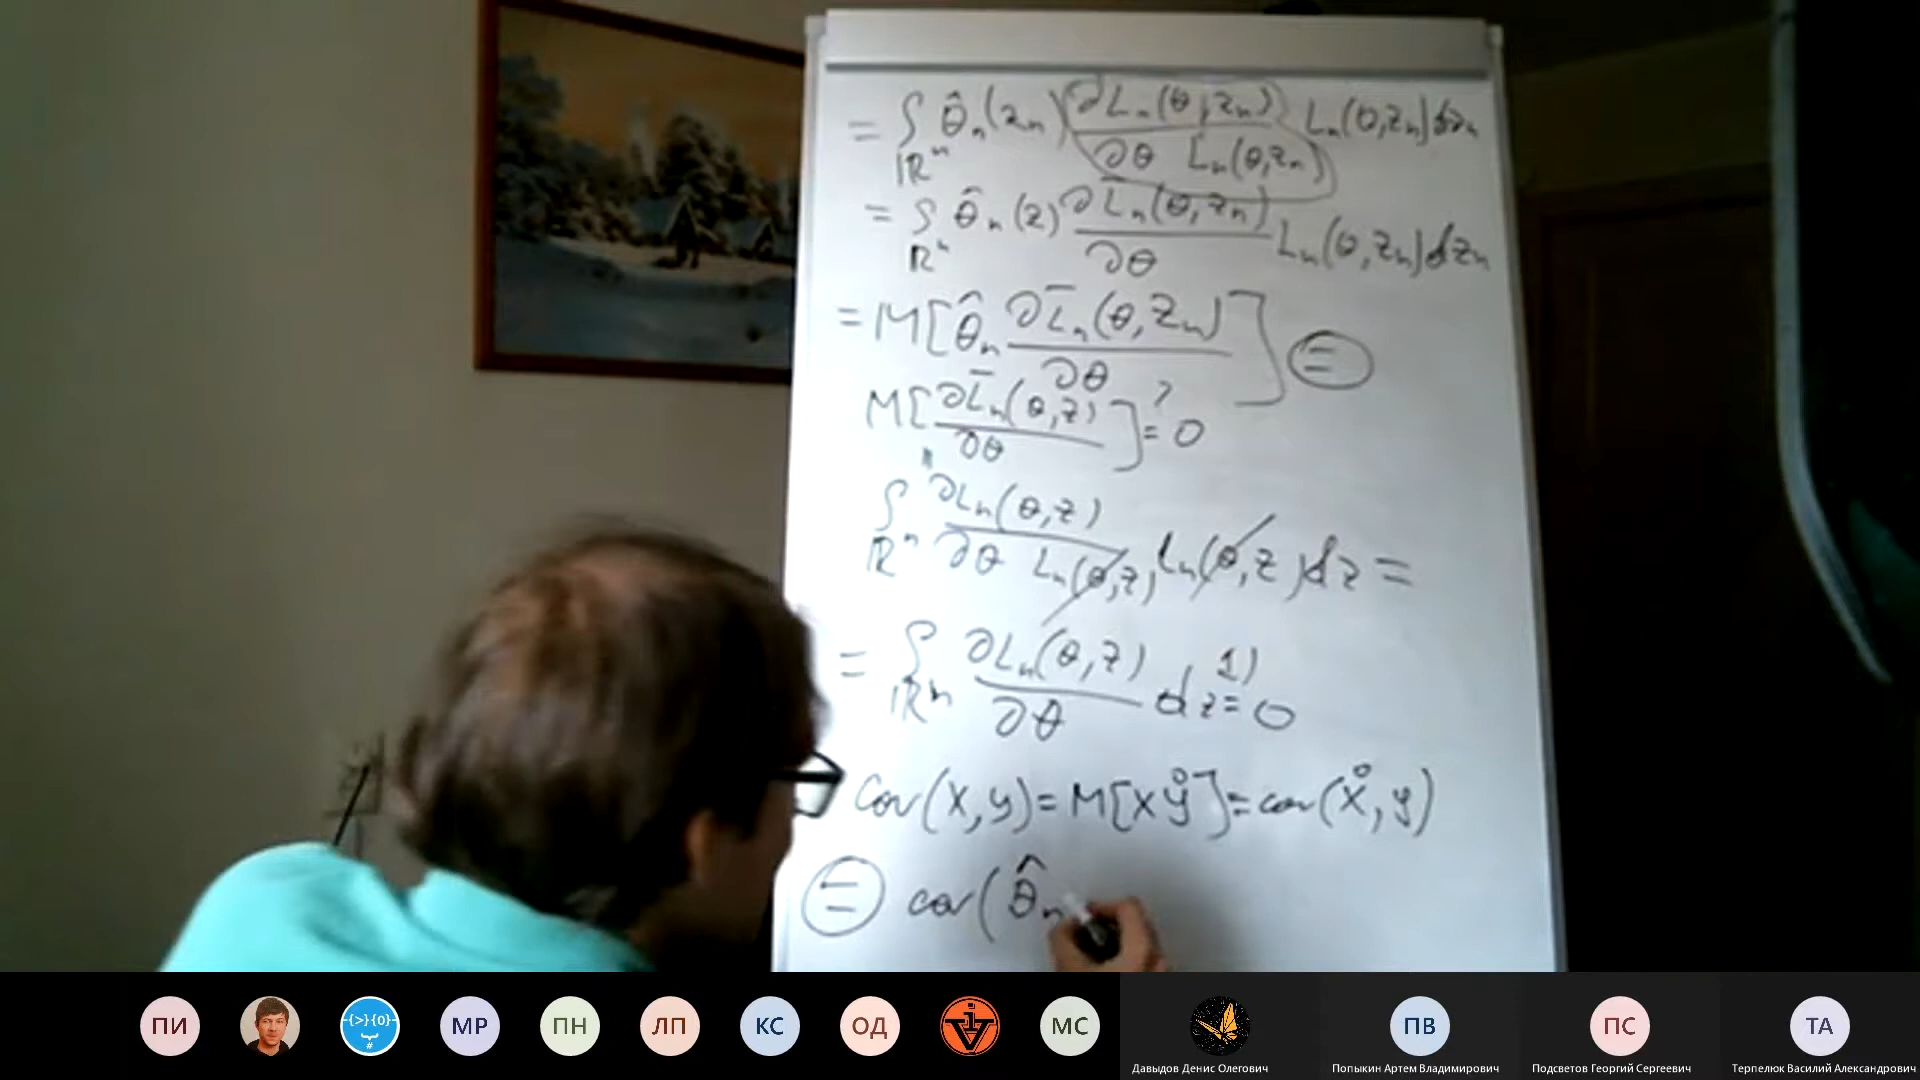 = ∫ θ̂ₙ(zₙ) ∂Lₙ(θ,zₙ) Lₙ(θ,zₙ)dzₙ
ℝⁿ ∂θ Lₙ(θ,zₙ)
= ∫ θ̂ₙ(z) ∂L̄ₙ(θ,zₙ) Lₙ(θ,zₙ)dzₙ
ℝⁿ ∂θ
= M[θ̂ₙ ∂L̄ₙ(θ,Zₙ) ] =
∂θ
M[∂L̄ₙ(θ,z) ] ?= 0
∂θ
"
∫ ∂Lₙ(θ,z)
ℝⁿ ∂θ Lₙ(θ,z) Lₙ(θ,z)dz =
= ∫ ∂Lₙ(θ,z) dz 1)= 0
ℝⁿ ∂θ
cov(X,y) = M[Xẙ] = cov(X̊,y)
= cov(θ̂ₙ
ПИ
{>}{0}
#
МР
ПН
ЛП
КС
ОД
МС
ПВ
ПС
ТА
Давыдов Денис Олегович
Попыкин Артем Владимирович
Подсветов Георгий Сергеевич
Терпелюк Василий Александрович